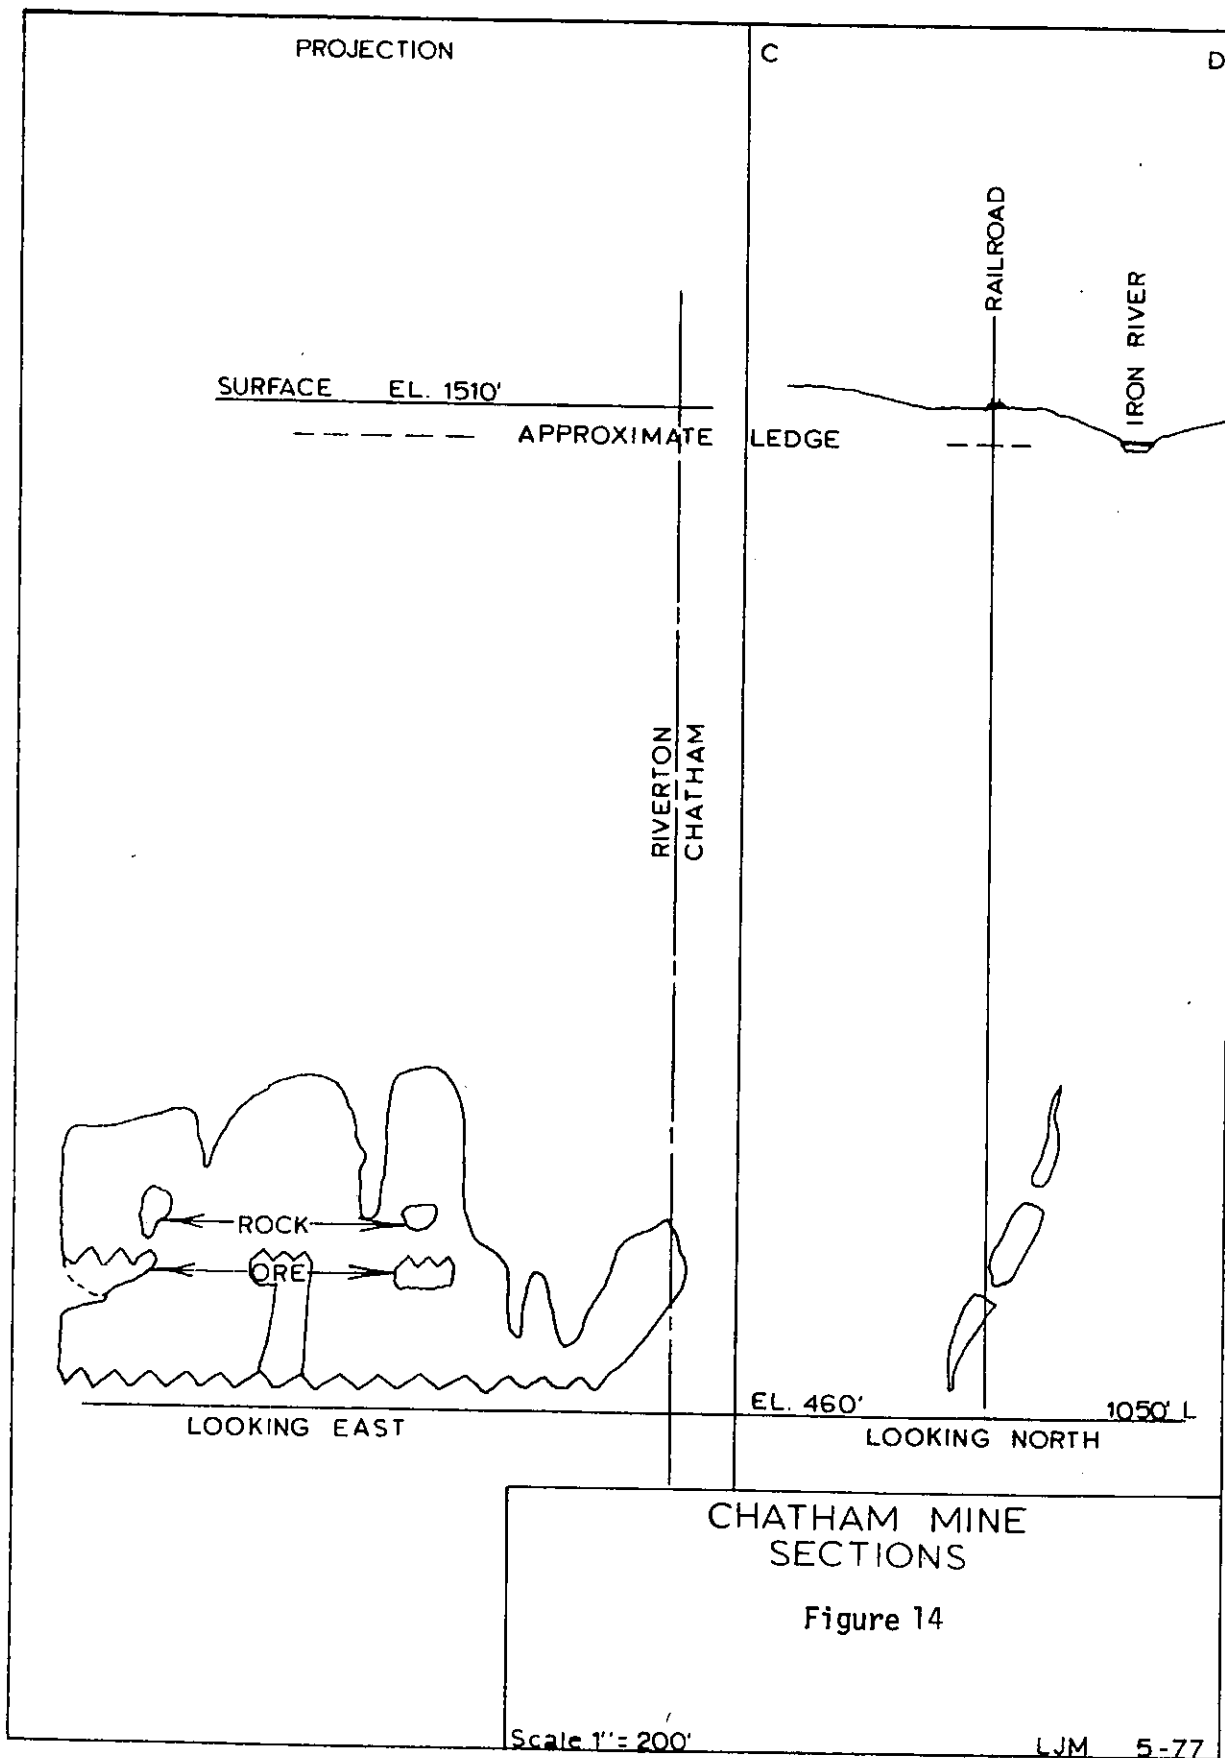 PROJECTION
C
D
RAILROAD
IRON RIVER
SURFACE EL. 1510'
APPROXIMATE LEDGE
RIVERTON
CHATHAM
ROCK
ORE
EL. 460'
1050' L
LOOKING EAST
LOOKING NORTH
CHATHAM MINE
SECTIONS
Figure 14
Scale 1" = 200'
LJM 5-77